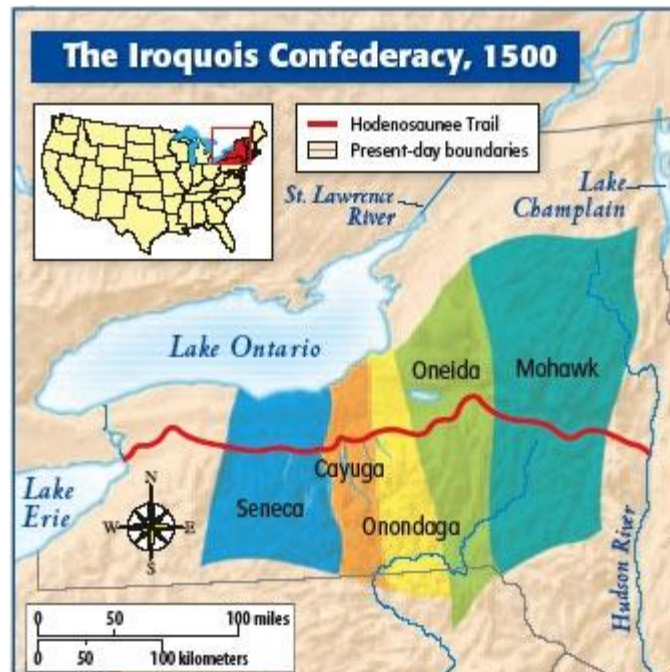 The Iroquois Confederacy, 1500
Hodenosaunee Trail
Present-day boundaries
St. Lawrence
River
Lake
Champlain
Lake Ontario
Oneida
Mohawk
Cayuga
Seneca
Onondaga
Lake
Erie
N
W
E
S
Hudson River
0 50 100 miles
0 50 100 kilometers